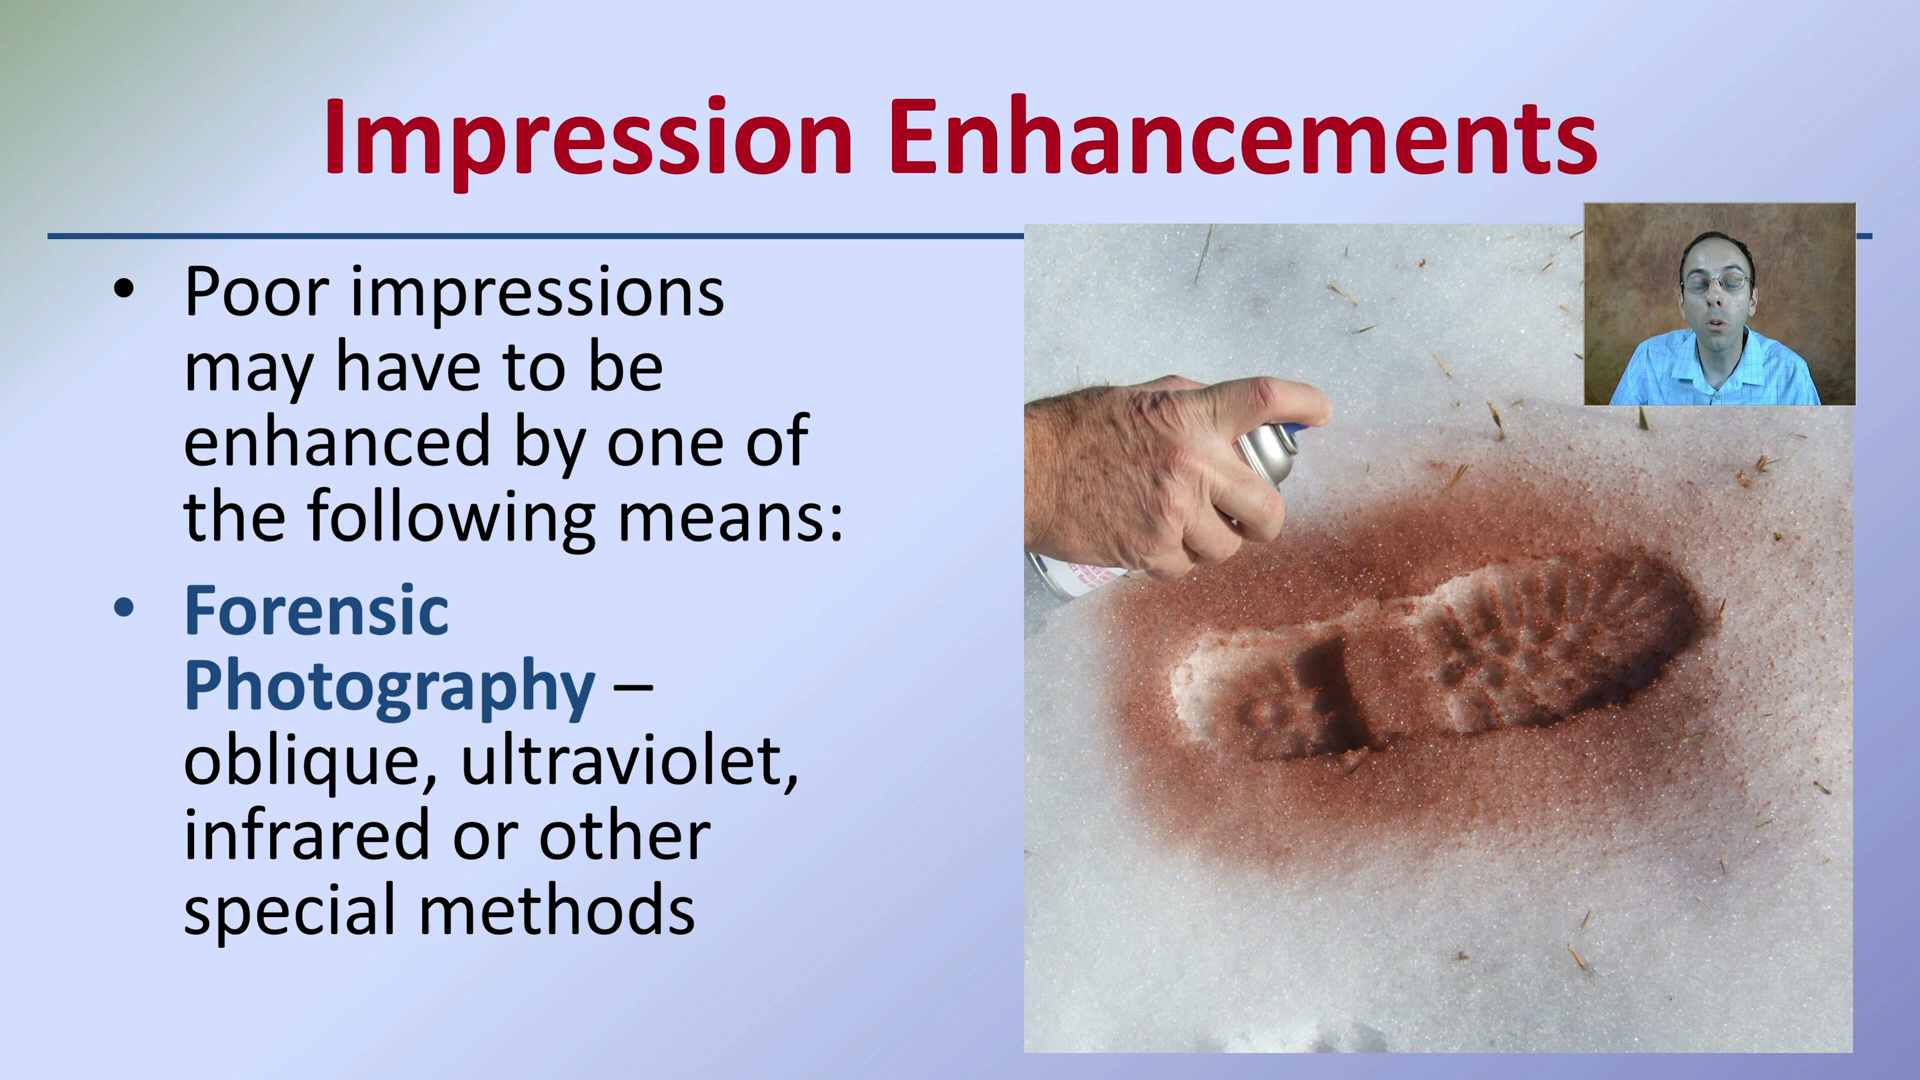 Impression Enhancements
• Poor impressions
may have to be
enhanced by one of
the following means:
• Forensic
Photography –
oblique, ultraviolet,
infrared or other
special methods